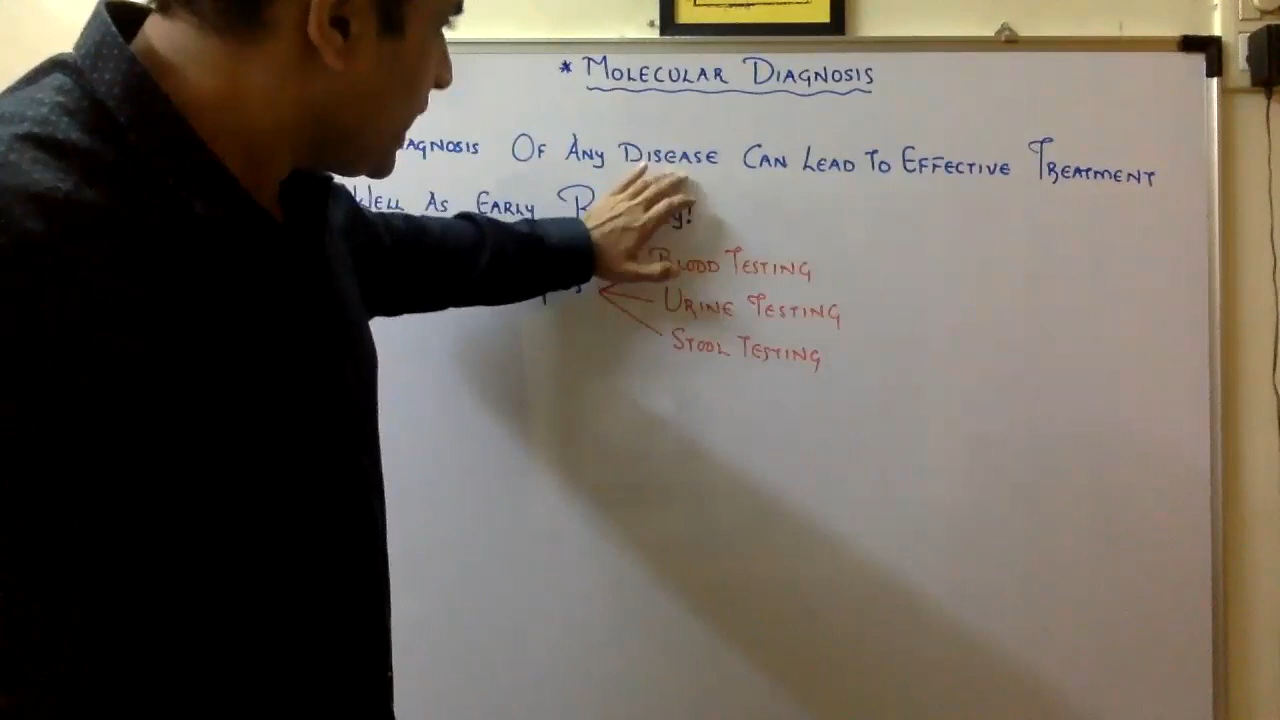 * MOLECULAR DIAGNOSIS
AGNOSIS OF ANY DISEASE CAN LEAD TO EFFECTIVE TREATMENT
WELL AS EARLY
BLOOD TESTING
URINE TESTING
STOOL TESTING